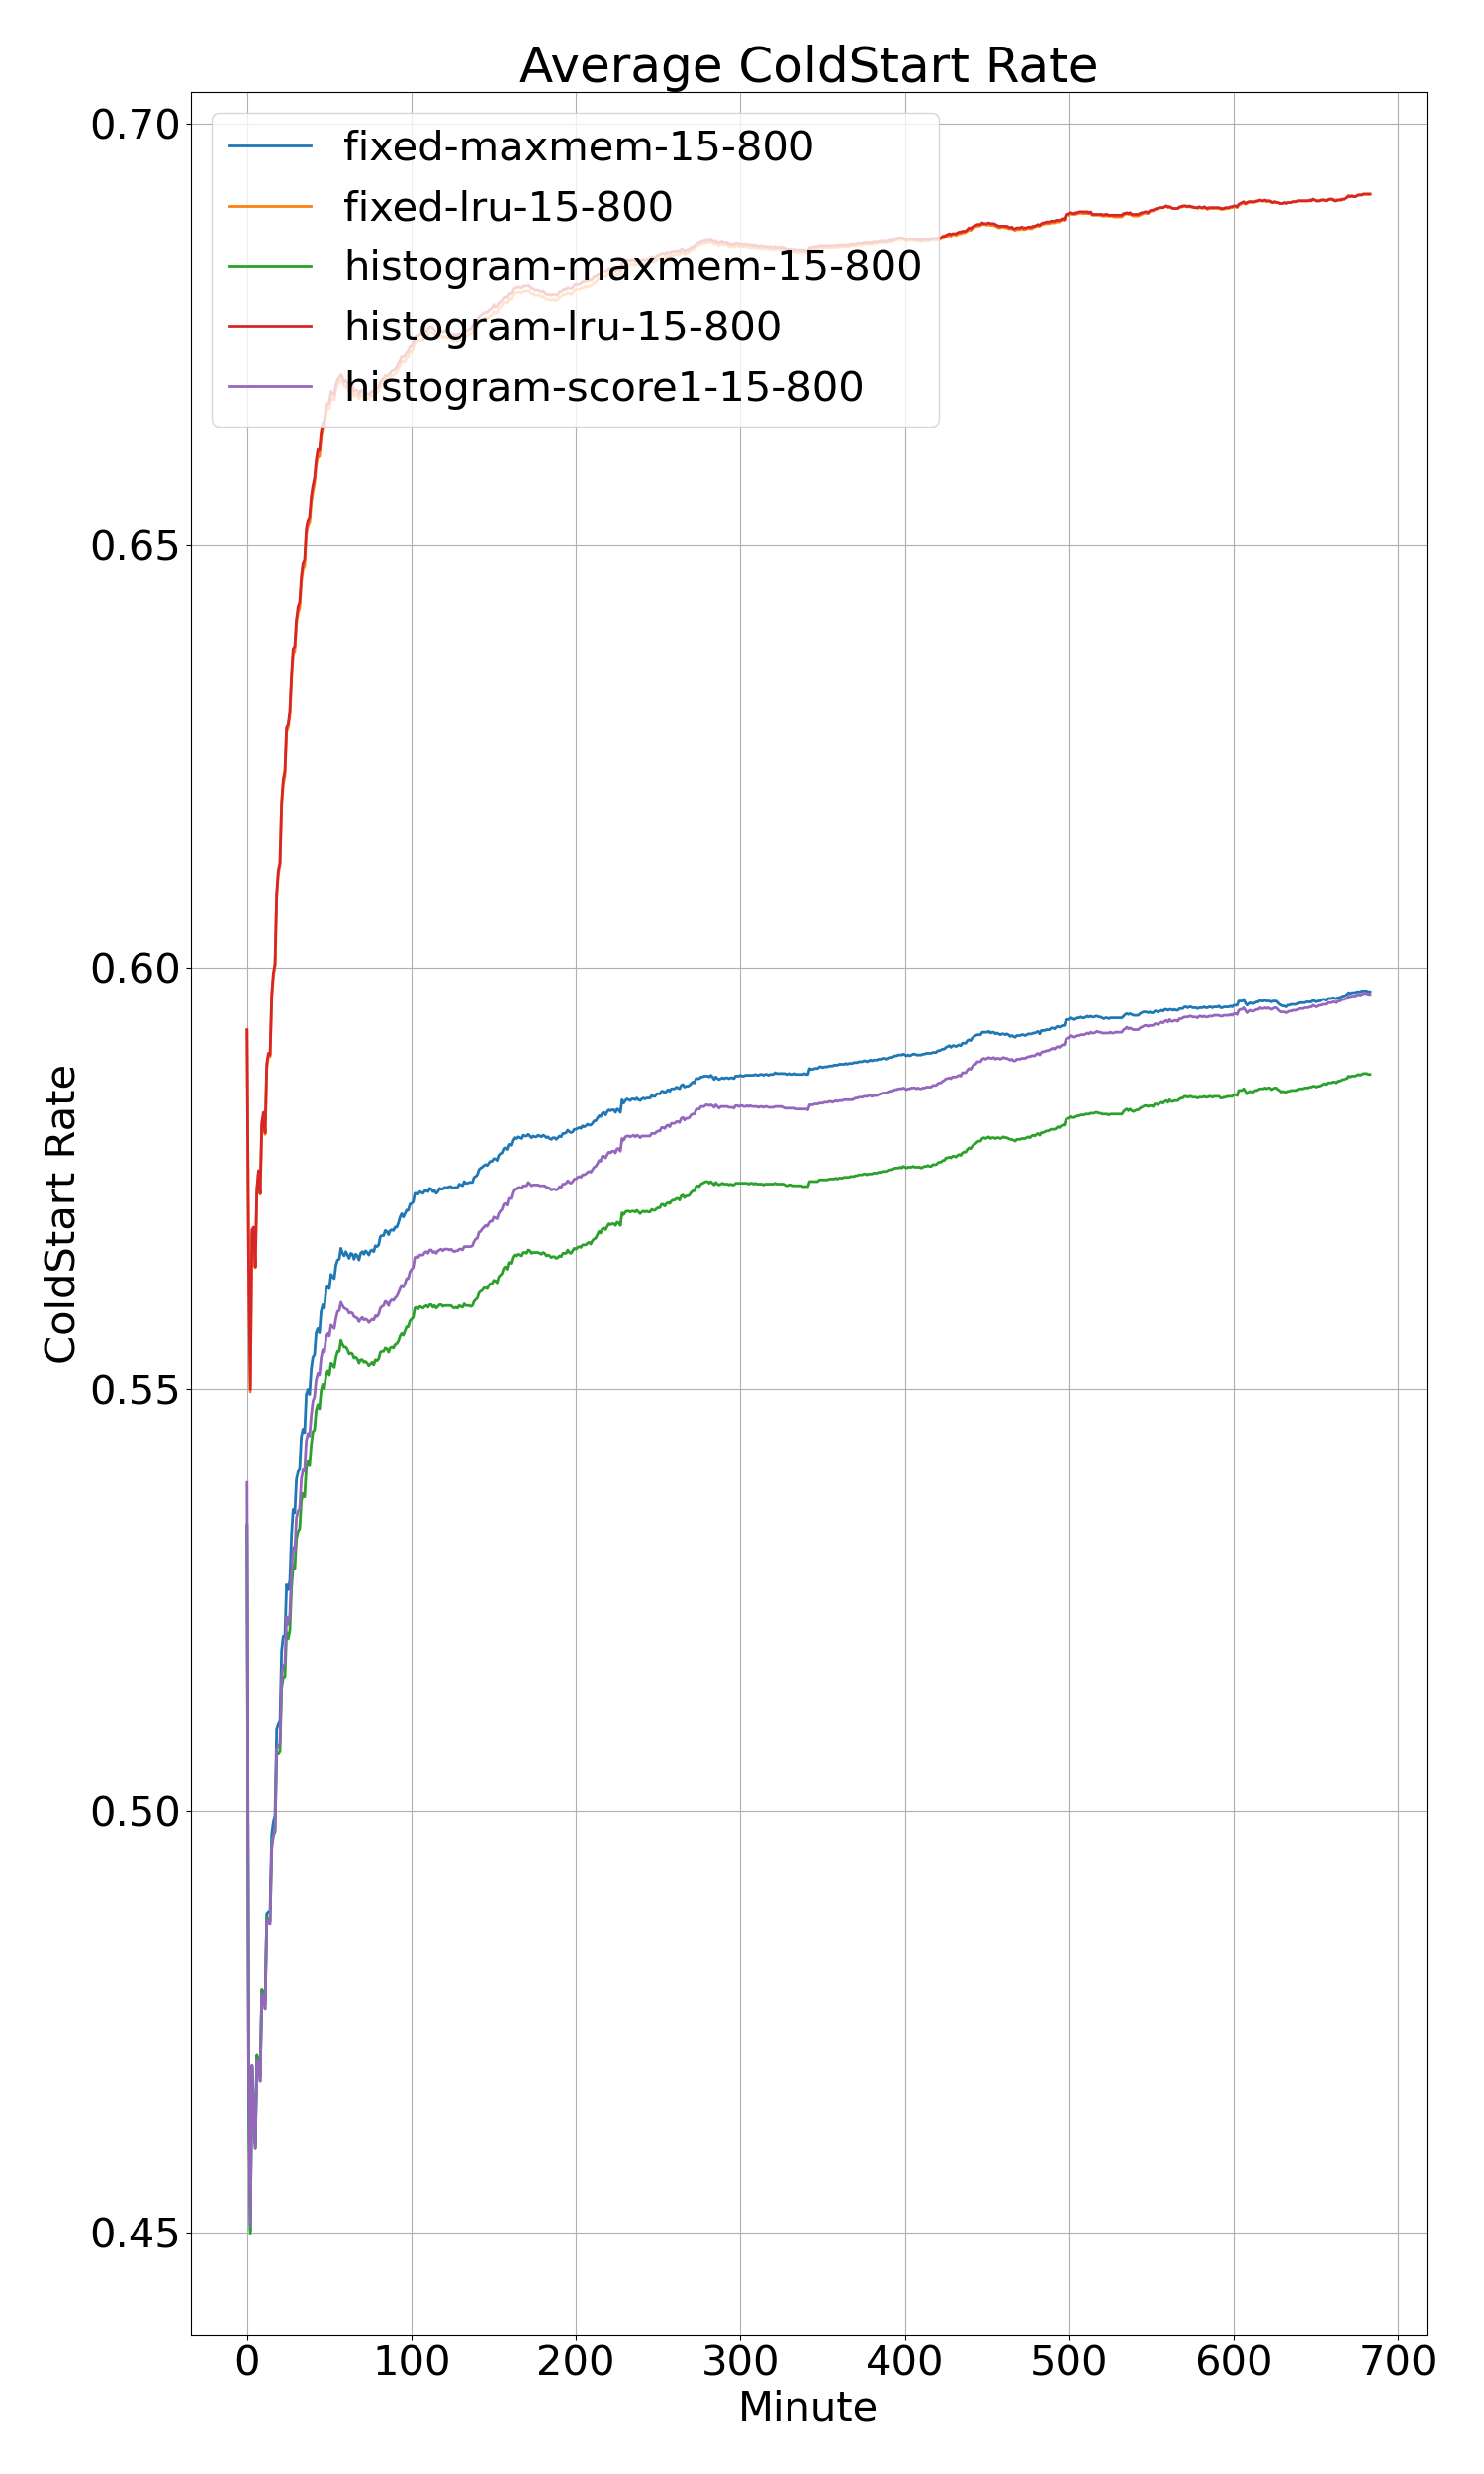 Average ColdStart Rate
0.70
fixed-maxmem-15-800
fixed-lru-15-800
histogram-maxmem-15-800
histogram-lru-15-800
histogram-score1-15-800
0.65
0.60
ColdStart Rate
0.55
0.50
0.45
0 100 200 300 400 500 600 700
Minute